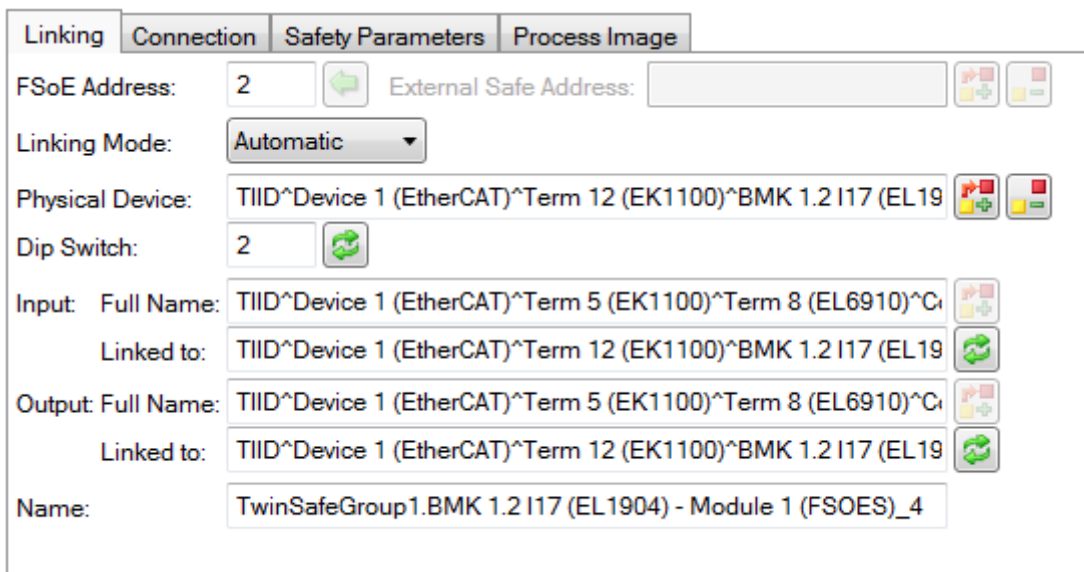 Linking Connection Safety Parameters Process Image
FSoE Address: 2 External Safe Address:
Linking Mode: Automatic
Physical Device: TIID^Device 1 (EtherCAT)^Term 12 (EK1100)^BMK 1.2 I17 (EL19
Dip Switch: 2
Input: Full Name: TIID^Device 1 (EtherCAT)^Term 5 (EK1100)^Term 8 (EL6910)^Co
Linked to: TIID^Device 1 (EtherCAT)^Term 12 (EK1100)^BMK 1.2 I17 (EL19
Output: Full Name: TIID^Device 1 (EtherCAT)^Term 5 (EK1100)^Term 8 (EL6910)^Co
Linked to: TIID^Device 1 (EtherCAT)^Term 12 (EK1100)^BMK 1.2 I17 (EL19
Name: TwinSafeGroup1.BMK 1.2 I17 (EL1904) - Module 1 (FSOES)_4